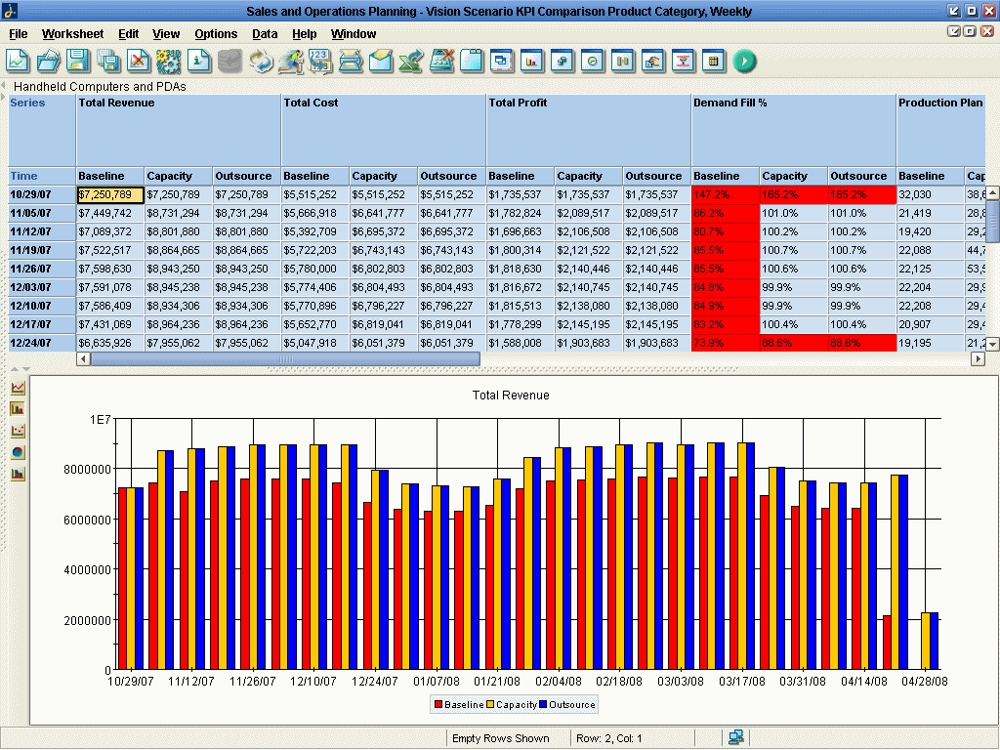 Sales and Operations Planning - Vision Scenario KPI Comparison Product Category, Weekly
File Worksheet Edit View Options Data Help Window
Handheld Computers and PDAs
Series Total Revenue Total Cost Total Profit Demand Fill % Production Plan
Time Baseline Capacity Outsource Baseline Capacity Outsource Baseline Capacity Outsource Baseline Capacity Outsource Baseline Cap
10/29/07 $7,250,789 $7,250,789 $7,250,789 $5,515,252 $5,515,252 $5,515,252 $1,735,537 $1,735,537 $1,735,537 147.2% 165.2% 165.2% 32,030 38,6
11/05/07 $7,449,742 $8,731,294 $8,731,294 $5,666,918 $6,641,777 $6,641,777 $1,782,824 $2,089,517 $2,089,517 86.2% 101.0% 101.0% 21,419 28,8
11/12/07 $7,089,372 $8,801,880 $8,801,880 $5,392,709 $6,695,372 $6,695,372 $1,696,663 $2,106,508 $2,106,508 80.7% 100.2% 100.2% 19,420 29,2
11/19/07 $7,522,517 $8,864,665 $8,864,665 $5,722,203 $6,743,143 $6,743,143 $1,800,314 $2,121,522 $2,121,522 85.5% 100.7% 100.7% 22,088 44,7
11/26/07 $7,598,630 $8,943,250 $8,943,250 $5,780,000 $6,802,803 $6,802,803 $1,818,630 $2,140,446 $2,140,446 85.5% 100.6% 100.6% 22,125 53,5
12/03/07 $7,591,078 $8,945,238 $8,945,238 $5,774,406 $6,804,493 $6,804,493 $1,816,672 $2,140,745 $2,140,745 84.8% 99.9% 99.9% 22,204 29,9
12/10/07 $7,586,409 $8,934,306 $8,934,306 $5,770,896 $6,796,227 $6,796,227 $1,815,513 $2,138,080 $2,138,080 84.9% 99.9% 99.9% 22,208 29,4
12/17/07 $7,431,069 $8,964,236 $8,964,236 $5,652,770 $6,819,041 $6,819,041 $1,778,299 $2,145,195 $2,145,195 83.2% 100.4% 100.4% 20,907 29,4
12/24/07 $6,635,926 $7,955,062 $7,955,062 $5,047,918 $6,051,379 $6,051,379 $1,588,008 $1,903,683 $1,903,683 73.9% 88.6% 88.6% 19,195 21,2
Total Revenue
1E7
8000000
6000000
4000000
2000000
0
10/29/07 11/12/07 11/26/07 12/10/07 12/24/07 01/07/08 01/21/08 02/04/08 02/18/08 03/03/08 03/17/08 03/31/08 04/14/08 04/28/08
Baseline Capacity Outsource
Empty Rows Shown Row: 2, Col: 1